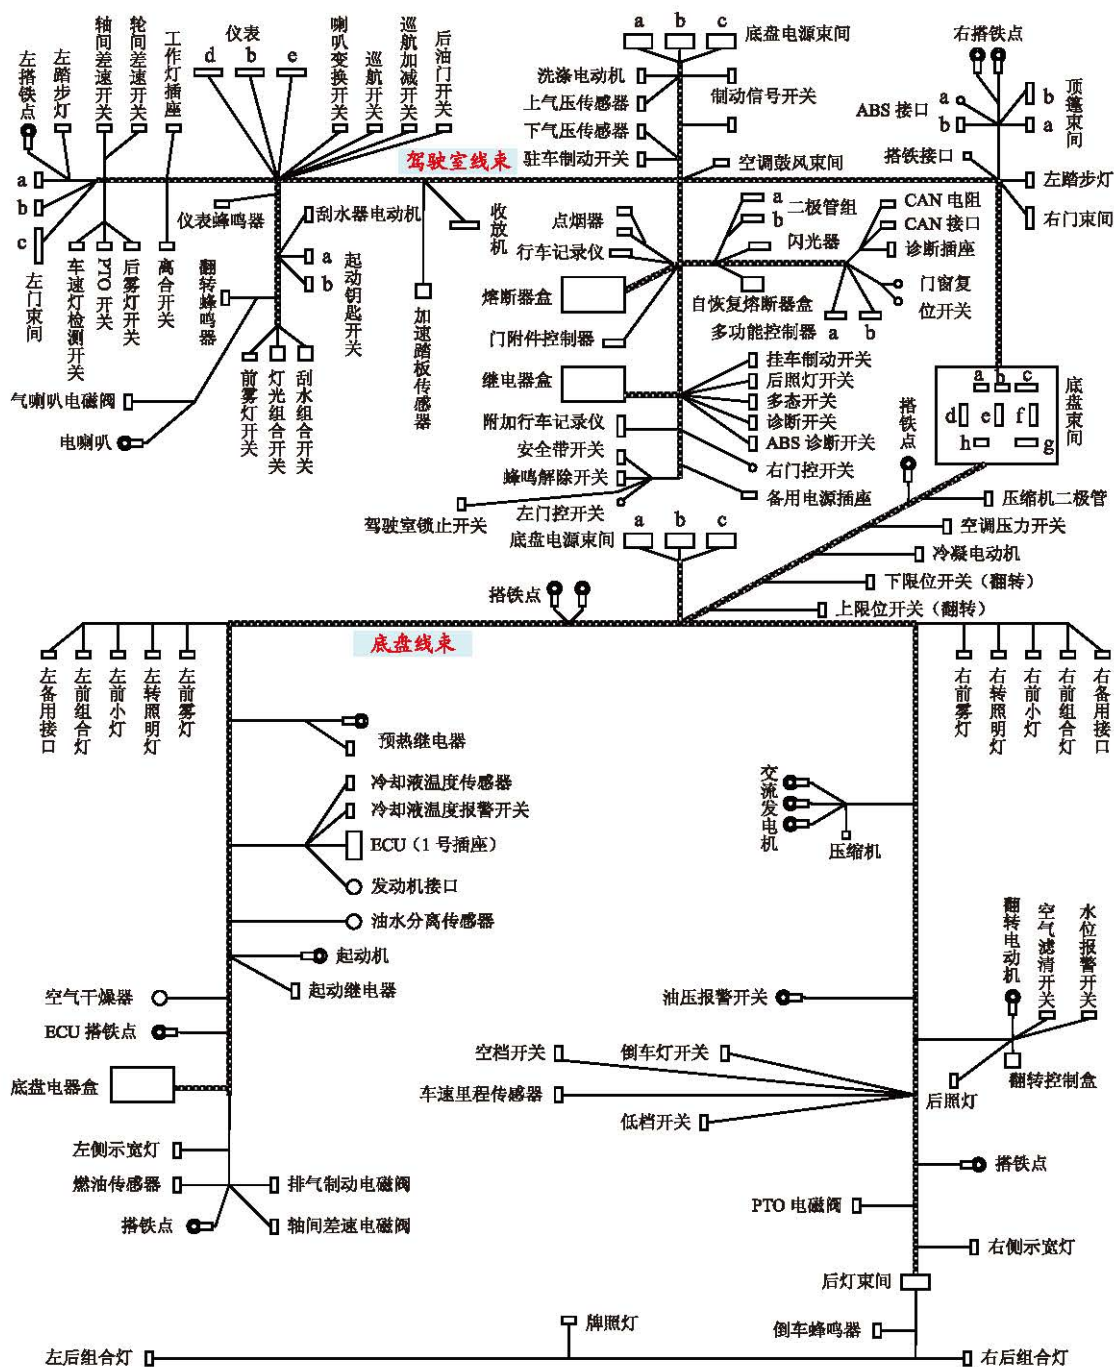 左搭铁点
左踏步灯
轴间差速开关
轮间差速开关
工作灯插座
仪表
d
b
e
喇叭变换开关
巡航开关
巡航加减开关
后油门开关
a
b
c
底盘电源束间
洗涤电动机
上气压传感器
制动信号开关
下气压传感器
驻车制动开关
空调鼓风束间
右搭铁点
ABS 接口
a
b
b
a
顶篷束间
搭铁接口
左踏步灯
右门束间
驾驶室线束
a
b
c
左门束间
车速灯检测开关
PTO 开关
后雾灯开关
离合开关
仪表蜂鸣器
翻转蜂鸣器
刮水器电动机
a
b
起动钥匙开关
前雾灯开关
灯光组合开关
刮水组合开关
气喇叭电磁阀
电喇叭
加速踏板传感器
收放机
点烟器
行车记录仪
熔断器盒
门附件控制器
a
b
二极管组
闪光器
自恢复熔断器盒
CAN 电阻
CAN 接口
诊断插座
门窗复
位开关
多功能控制器
a
b
继电器盒
挂车制动开关
后照灯开关
多态开关
诊断开关
ABS 诊断开关
附加行车记录仪
安全带开关
蜂鸣解除开关
右门控开关
备用电源插座
左门控开关
驾驶室锁止开关
底盘电源束间
a
b
c
a
b
c
d
e
f
h
g
底盘束间
搭铁点
压缩机二极管
空调压力开关
冷凝电动机
下限位开关（翻转）
上限位开关（翻转）
搭铁点
底盘线束
左备用接口
左前组合灯
左前小灯
左转照明灯
左前雾灯
右前雾灯
右转照明灯
右前小灯
右前组合灯
右备用接口
预热继电器
冷却液温度传感器
冷却液温度报警开关
ECU（1 号插座）
发动机接口
油水分离传感器
起动机
起动继电器
空气干燥器
ECU 搭铁点
底盘电器盒
左侧示宽灯
燃油传感器
排气制动电磁阀
搭铁点
轴间差速电磁阀
交流发电机
压缩机
翻转电动机
空气滤清开关
水位报警开关
油压报警开关
后照灯
翻转控制盒
空档开关
倒车灯开关
车速里程传感器
低档开关
搭铁点
PTO 电磁阀
右侧示宽灯
后灯束间
牌照灯
倒车蜂鸣器
左后组合灯
右后组合灯